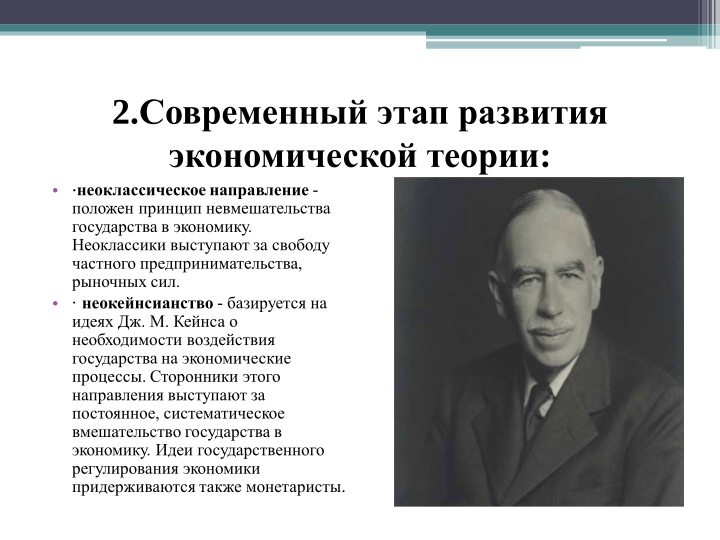 2.Современный этап развития
экономической теории:
• ·неоклассическое направление -
положен принцип невмешательства
государства в экономику.
Неоклассики выступают за свободу
частного предпринимательства,
рыночных сил.
• · неокейнсианство - базируется на
идеях Дж. М. Кейнса о
необходимости воздействия
государства на экономические
процессы. Сторонники этого
направления выступают за
постоянное, систематическое
вмешательство государства в
экономику. Идеи государственного
регулирования экономики
придерживаются также монетаристы.